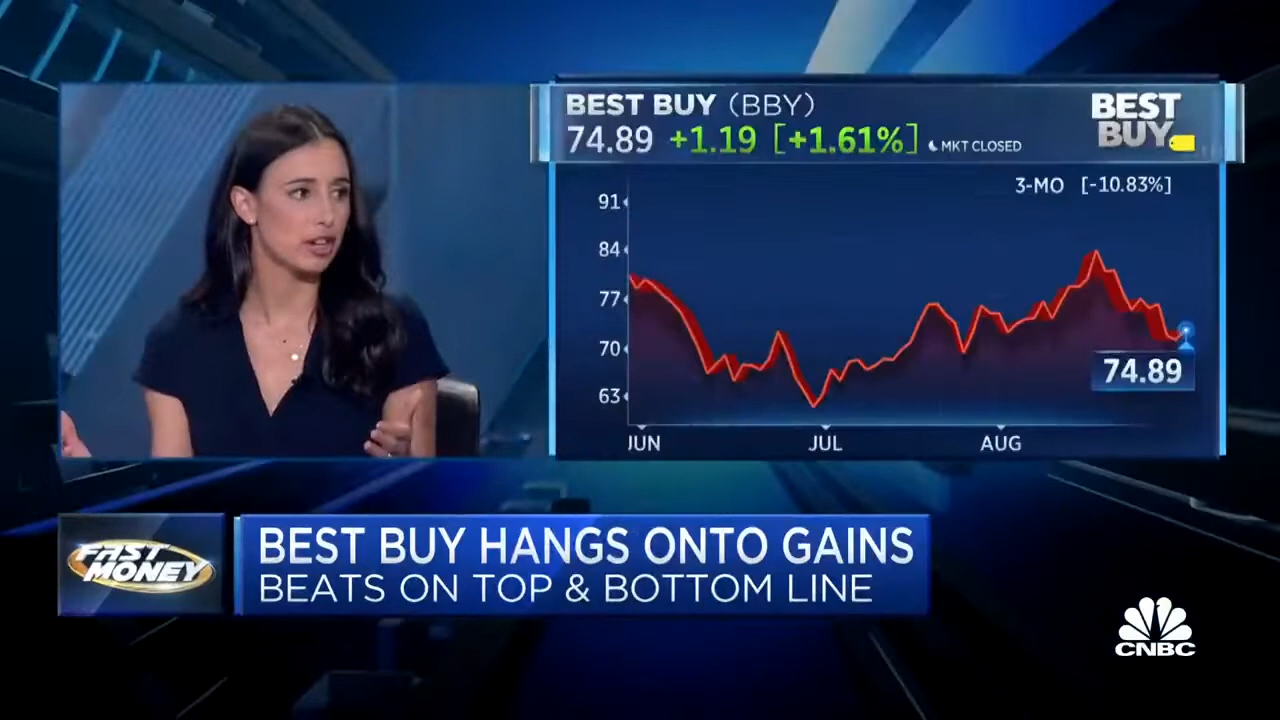 BEST BUY (BBY)
74.89 +1.19 [+1.61%] MKT CLOSED
BEST
BUY
3-MO [-10.83%]
91
84
77
70
63
74.89
JUN JUL AUG
FAST
MONEY
BEST BUY HANGS ONTO GAINS
BEATS ON TOP & BOTTOM LINE
CNBC